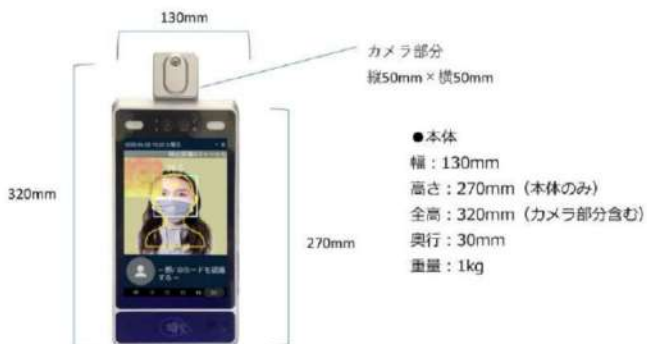 130mm
カメラ部分
縦50mm×横50mm
320mm
270mm
●本体
幅：130mm
高さ：270mm（本体のみ）
全高：320mm（カメラ部分含む）
奥行：30mm
重量：1kg